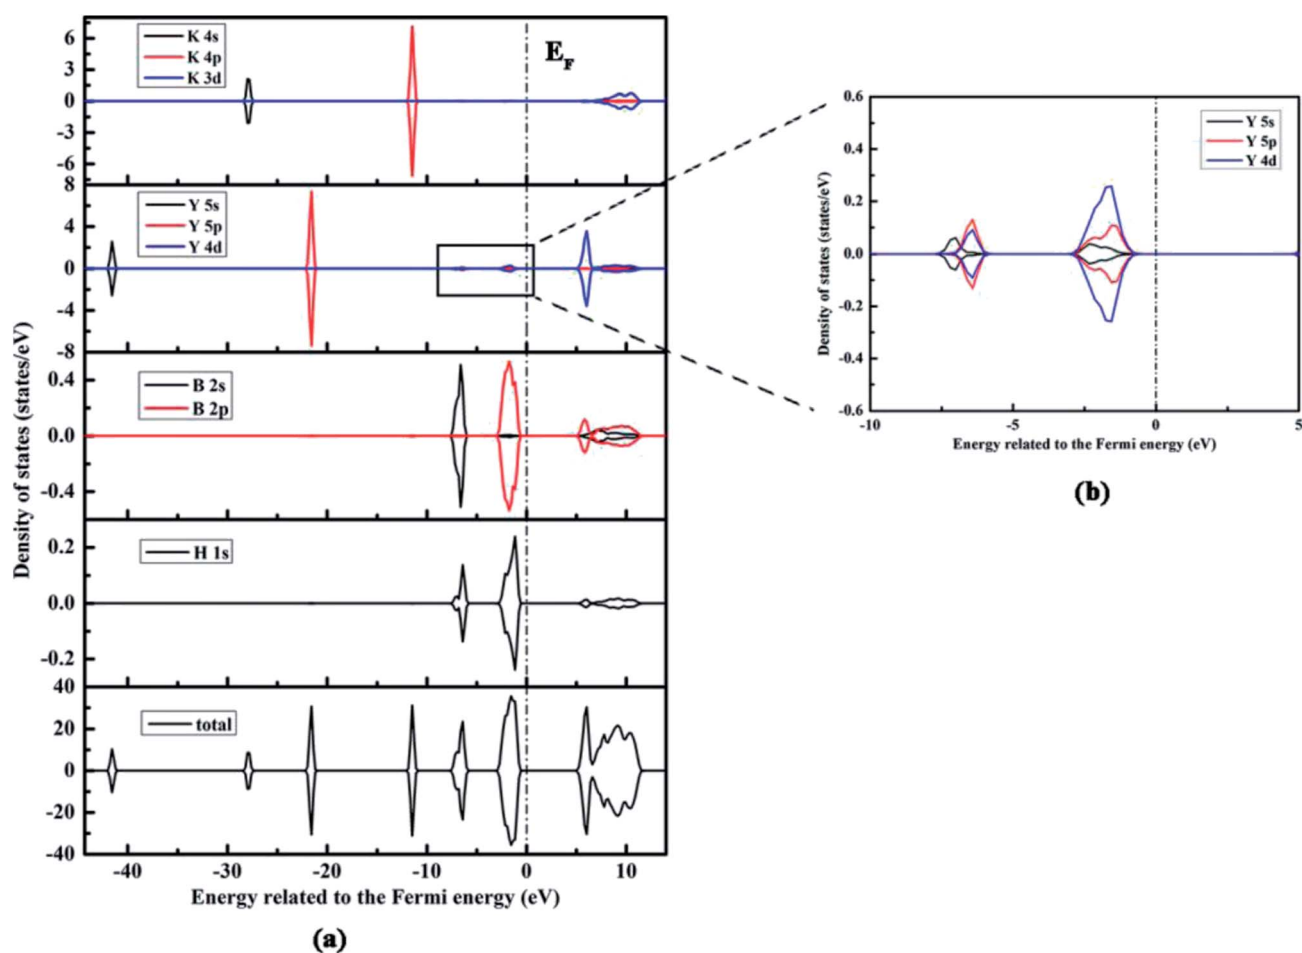 6
3
0
-3
-6
K 4s
K 4p
K 3d
E_F
8
4
0
-4
-8
Y 5s
Y 5p
Y 4d
0.4
0.0
-0.4
B 2s
B 2p
0.2
0.0
-0.2
H 1s
40
20
0
-20
-40
total
Density of states (states/eV)
-40 -30 -20 -10 0 10
Energy related to the Fermi energy (eV)
(a)
0.6
0.4
0.2
0.0
-0.2
-0.4
-0.6
Y 5s
Y 5p
Y 4d
Density of states (states/eV)
-10 -5 0 5
Energy related to the Fermi energy (eV)
(b)